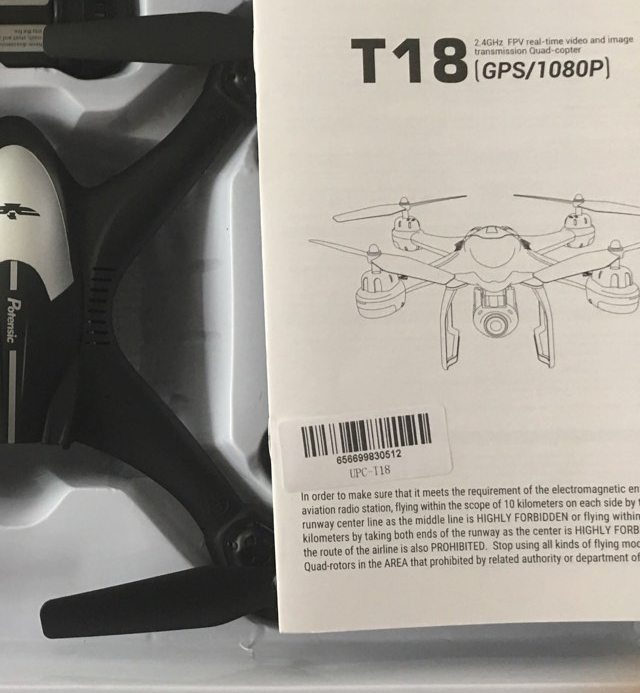 2.4GHz FPV real-time video and image
transmission Quad-copter
T18 (GPS/1080P)
Potensic
656699830512
UPC-T18
In order to make sure that it meets the requirement of the electromagnetic en
aviation radio station, flying within the scope of 10 kilometers on each side by
runway center line as the middle line is HIGHLY FORBIDDEN or flying within
kilometers by taking both ends of the runway as the center is HIGHLY FORB
the route of the airline is also PROHIBITED. Stop using all kinds of flying mod
Quad-rotors in the AREA that prohibited by related authority or department of